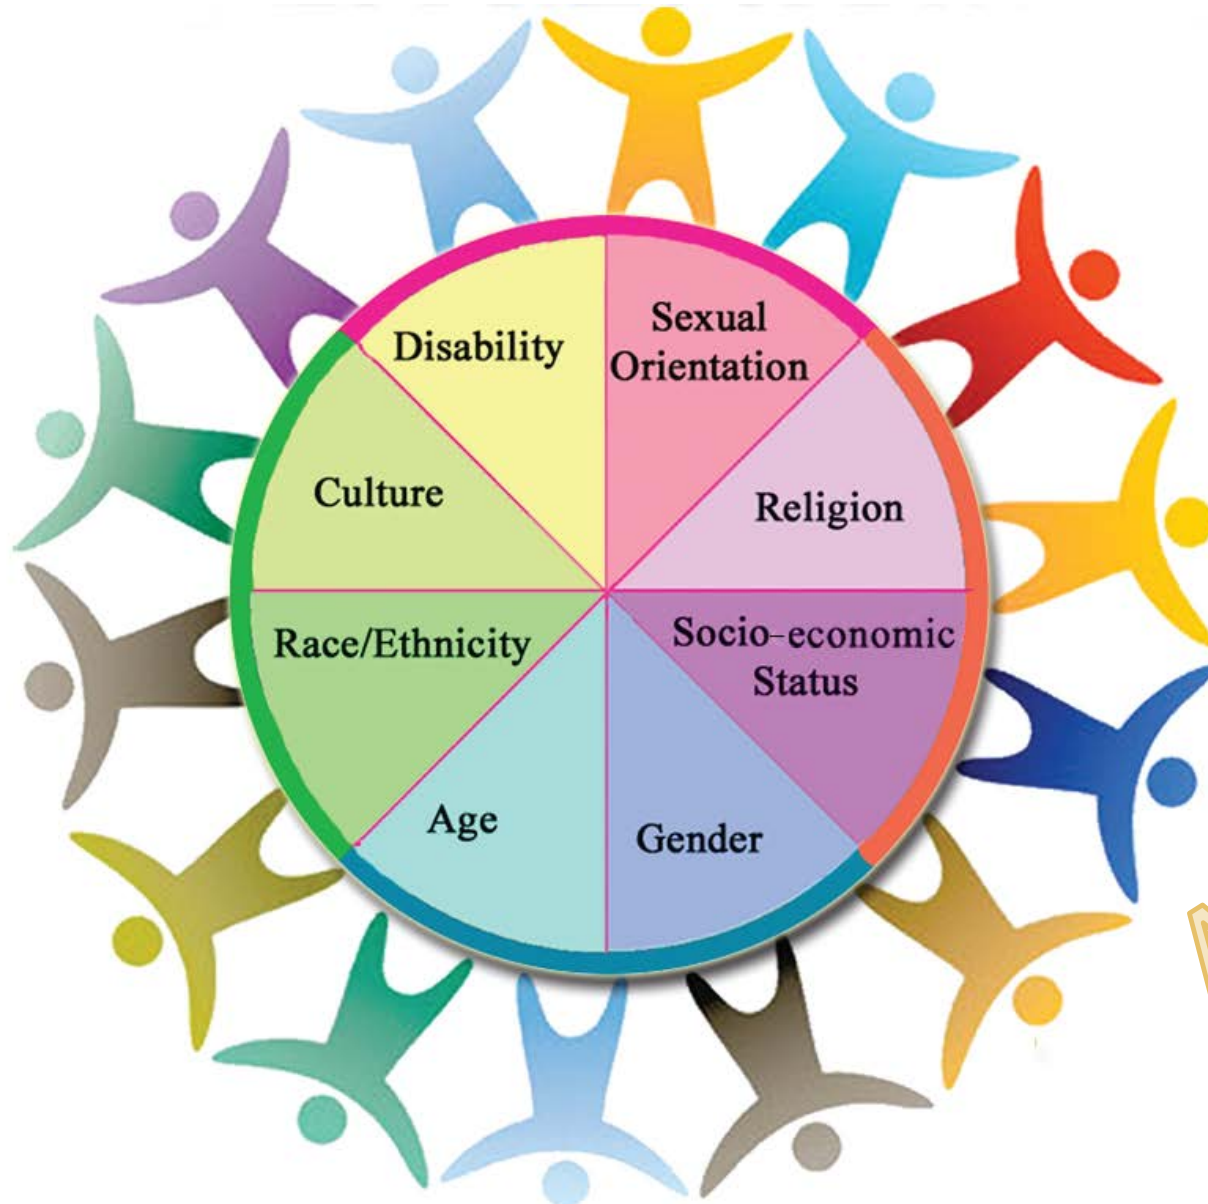 Disability
Sexual
Orientation
Culture
Religion
Race/Ethnicity
Socio-economic
Status
Age
Gender